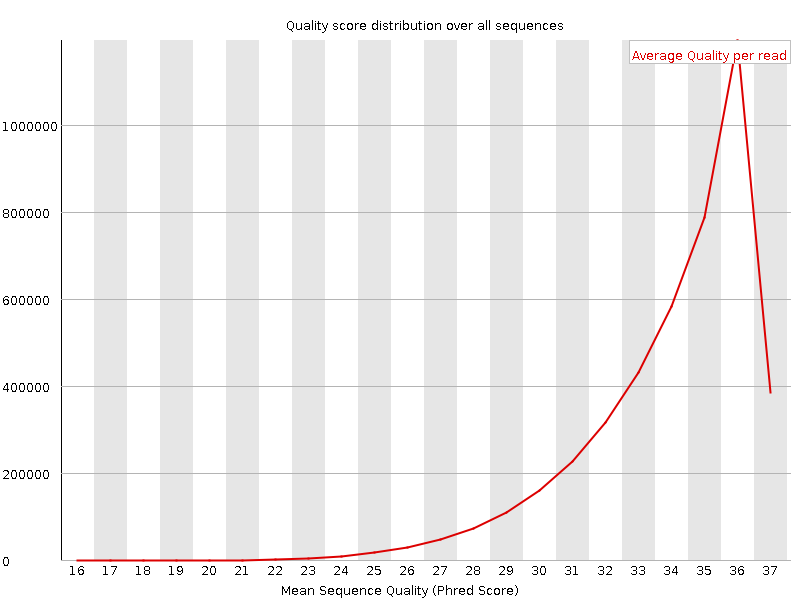 Quality score distribution over all sequences
Average Quality per read
1000000
800000
600000
400000
200000
0
16 17 18 19 20 21 22 23 24 25 26 27 28 29 30 31 32 33 34 35 36 37
Mean Sequence Quality (Phred Score)